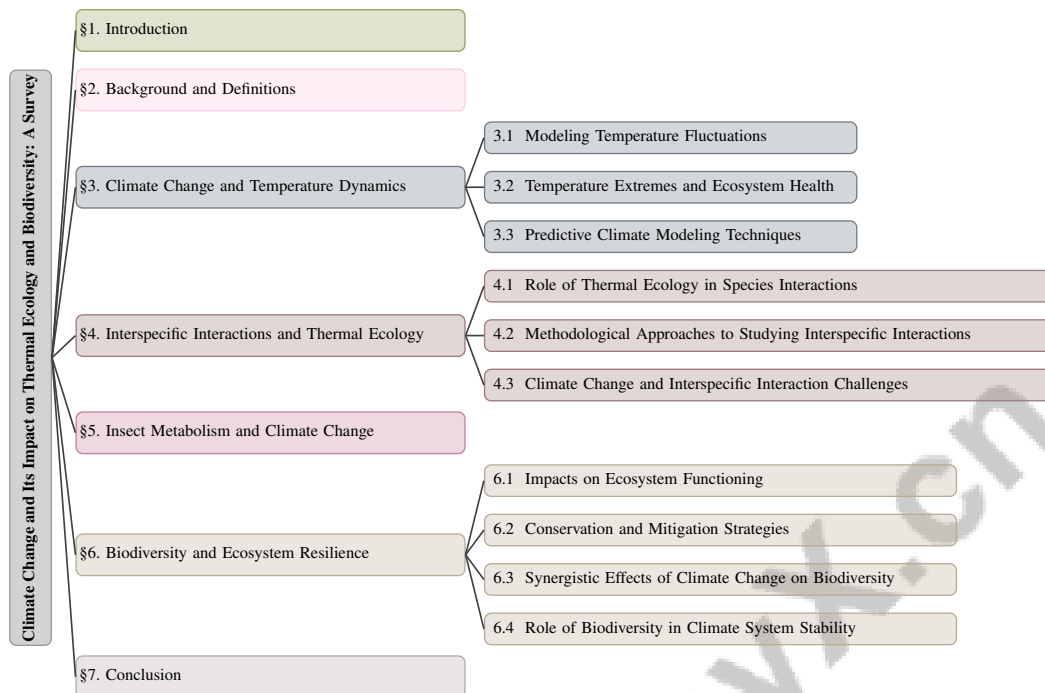 Climate Change and Its Impact on Thermal Ecology and Biodiversity: A Survey
§1. Introduction
§2. Background and Definitions
§3. Climate Change and Temperature Dynamics
3.1 Modeling Temperature Fluctuations
3.2 Temperature Extremes and Ecosystem Health
3.3 Predictive Climate Modeling Techniques
§4. Interspecific Interactions and Thermal Ecology
4.1 Role of Thermal Ecology in Species Interactions
4.2 Methodological Approaches to Studying Interspecific Interactions
4.3 Climate Change and Interspecific Interaction Challenges
§5. Insect Metabolism and Climate Change
§6. Biodiversity and Ecosystem Resilience
6.1 Impacts on Ecosystem Functioning
6.2 Conservation and Mitigation Strategies
6.3 Synergistic Effects of Climate Change on Biodiversity
6.4 Role of Biodiversity in Climate System Stability
§7. Conclusion
vx.cn